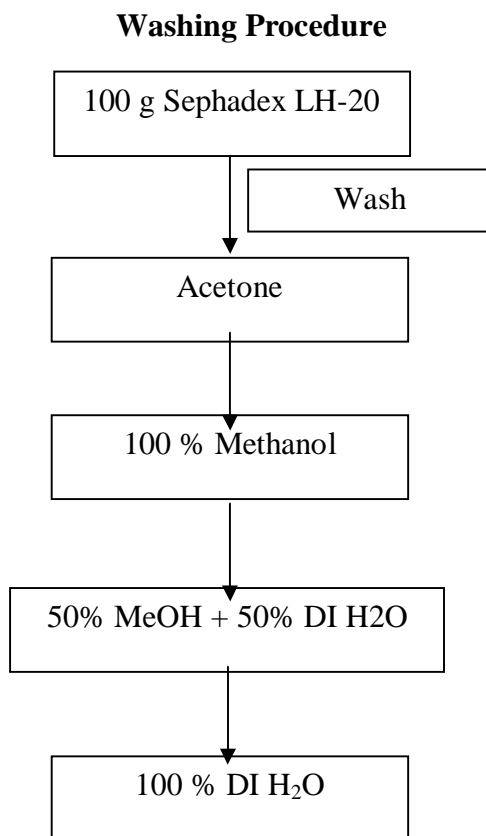 Washing Procedure
100 g Sephadex LH-20
Wash
Acetone
100 % Methanol
50% MeOH + 50% DI H2O
100 % DI H₂O